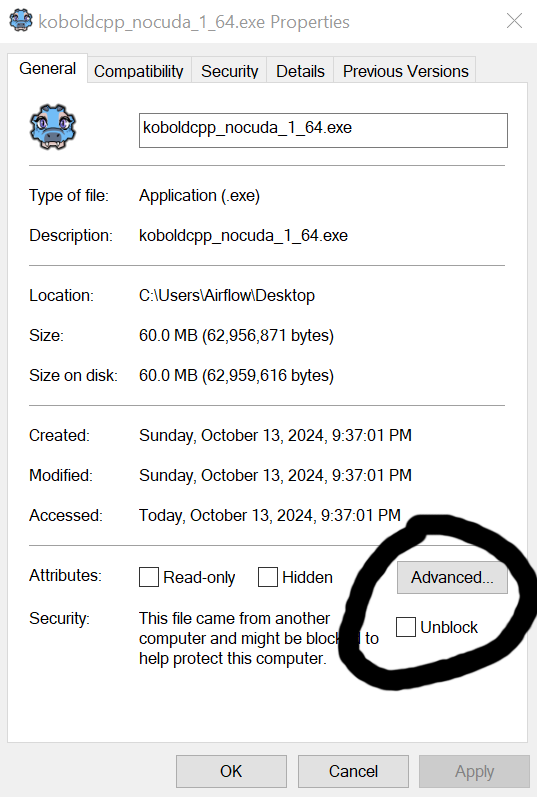 koboldcpp_nocuda_1_64.exe Properties
General Compatibility Security Details Previous Versions
koboldcpp_nocuda_1_64.exe
Type of file: Application (.exe)
Description: koboldcpp_nocuda_1_64.exe
Location: C:\Users\Airflow\Desktop
Size: 60.0 MB (62,956,871 bytes)
Size on disk: 60.0 MB (62,959,616 bytes)
Created: Sunday, October 13, 2024, 9:37:01 PM
Modified: Sunday, October 13, 2024, 9:37:01 PM
Accessed: Today, October 13, 2024, 9:37:01 PM
Attributes: Read-only Hidden Advanced...
Security: This file came from another
computer and might be blocked to
help protect this computer.
Unblock
OK Cancel Apply